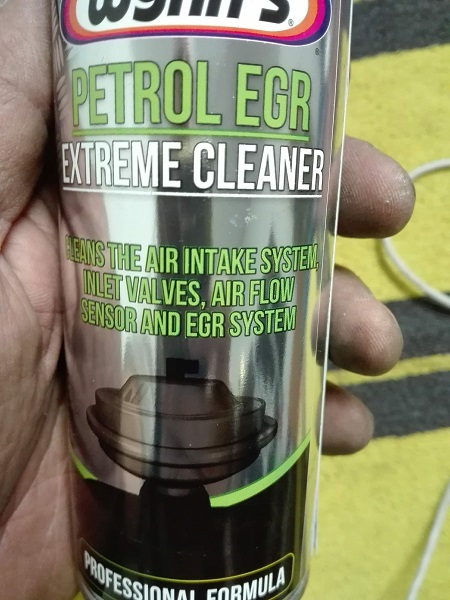 Wynn's®
PETROL EGR
EXTREME CLEANER
CLEANS THE AIR INTAKE SYSTEM,
INLET VALVES, AIR FLOW
SENSOR AND EGR SYSTEM
PROFESSIONAL FORMULA